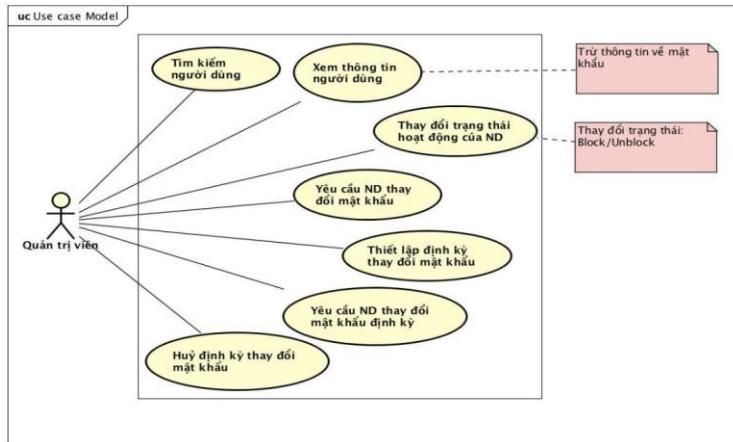 uc Use case Model
Tìm kiếm
người dùng
Xem thông tin
người dùng
Trừ thông tin về mật
khẩu
Thay đổi trạng thái
hoạt động của ND
Thay đổi trạng thái:
Block/Unblock
Yêu cầu ND thay
đổi mật khẩu
Quản trị viên
Thiết lập định kỳ
thay đổi mật khẩu
Yêu cầu ND thay đổi
mật khẩu định kỳ
Huỷ định kỳ thay đổi
mật khẩu